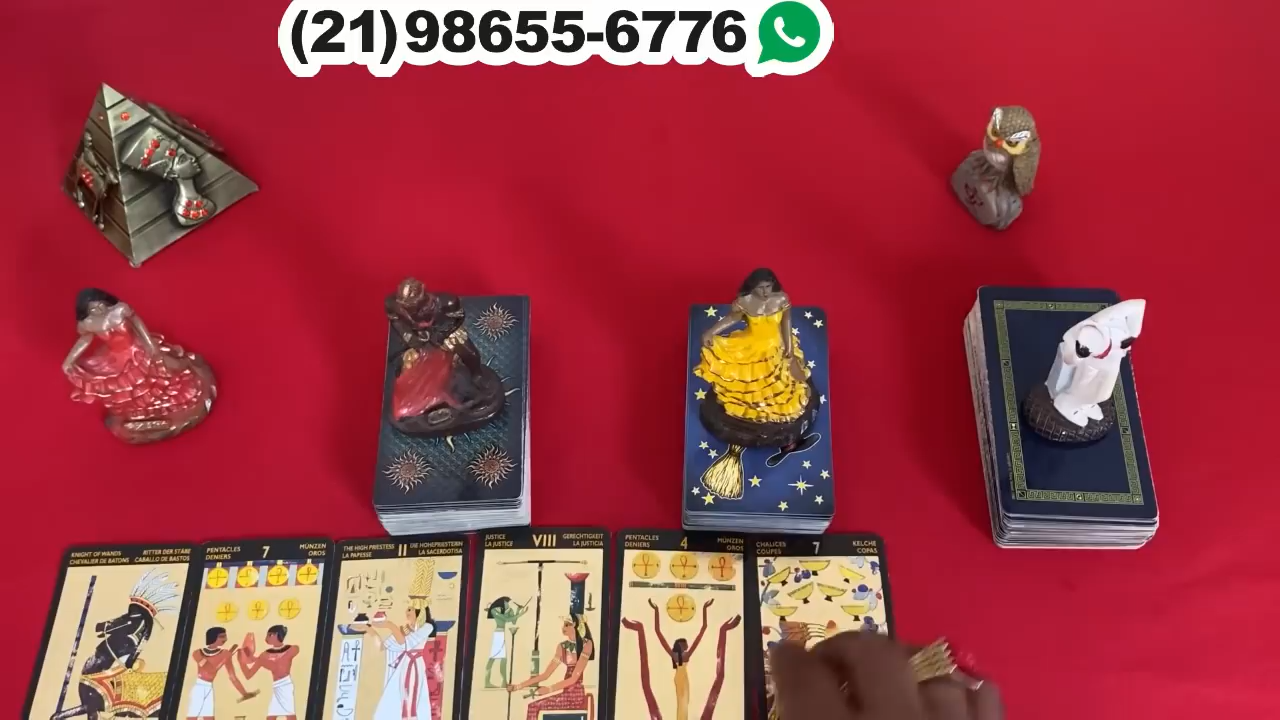 (21)98655-6776
KNIGHT OF WANDS RITTER DER STÄBE
CHEVALIER DE BATONS CABALLO DE BASTOS
PENTACLES 7 MÜNZEN
DENIERS OROS
THE HIGH PRIESTESS II DIE HOHEPRIESTERIN
LA PAPESSE LA SACERDOTISA
JUSTICE VIII GERECHTIGKEIT
LA JUSTICE LA JUSTICIA
PENTACLES 4 MÜNZEN
DENIERS OROS
CHALICES 7 KELCHE
COUPES COPAS